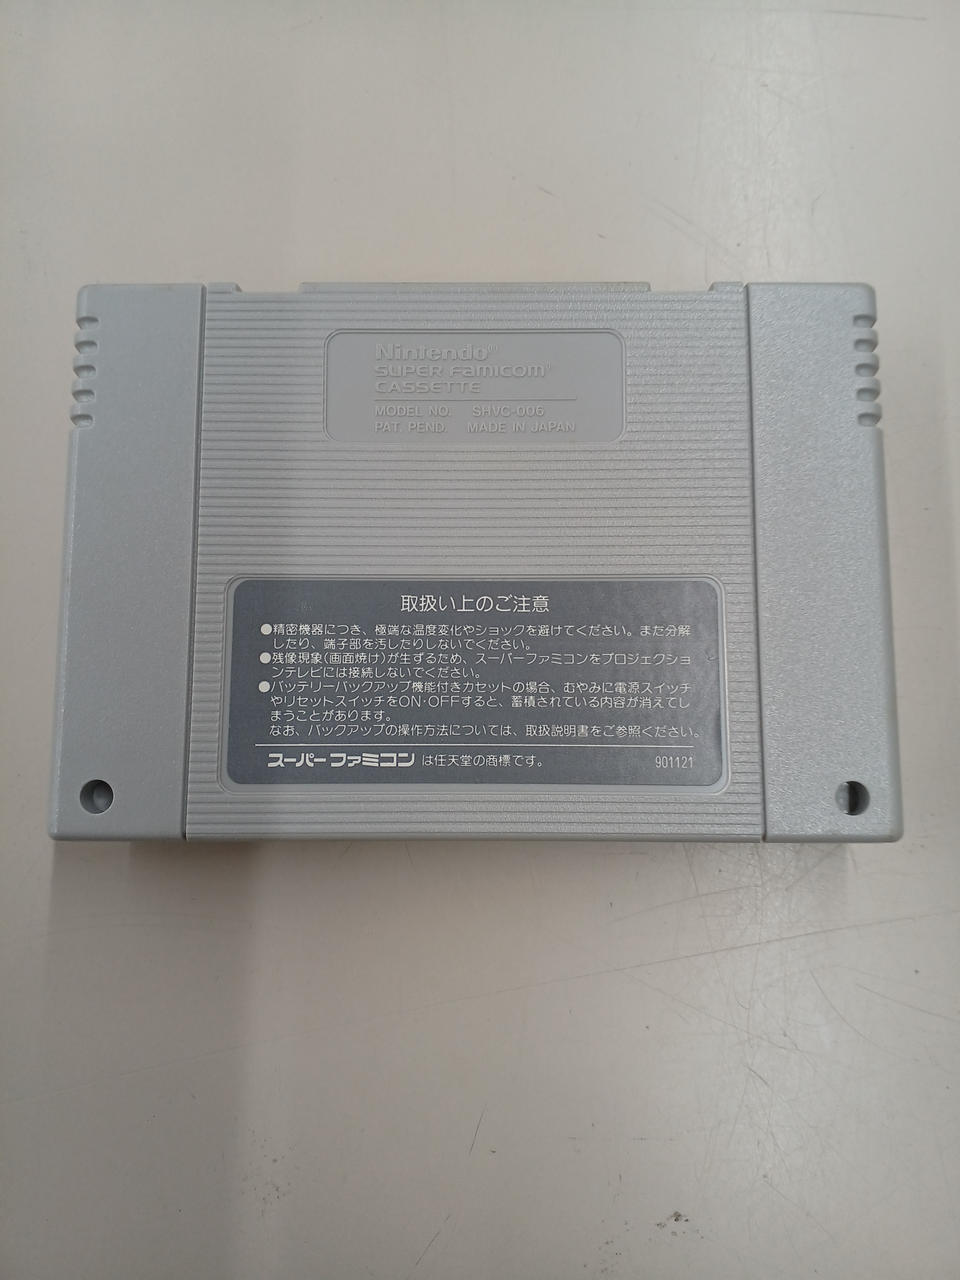 Nintendo®
SUPER FAMICOM®
CASSETTE
MODEL NO. SHVC-006
PAT. PEND. MADE IN JAPAN
取扱い上のご注意
●精密機器につき、極端な温度変化やショックを避けてください。また分解
したり、端子部を汚したりしないでください。
●残像現象(画面焼け)が生ずるため、スーパーファミコンをプロジェクショ
ンテレビには接続しないでください。
●バッテリーバックアップ機能付きカセットの場合、むやみに電源スイッチ
やリセットスイッチをON・OFFすると、蓄積されている内容が消えてし
まうことがあります。
なお、バックアップの操作方法については、取扱説明書をご参照ください。
スーパーファミコン は任天堂の商標です。 901121